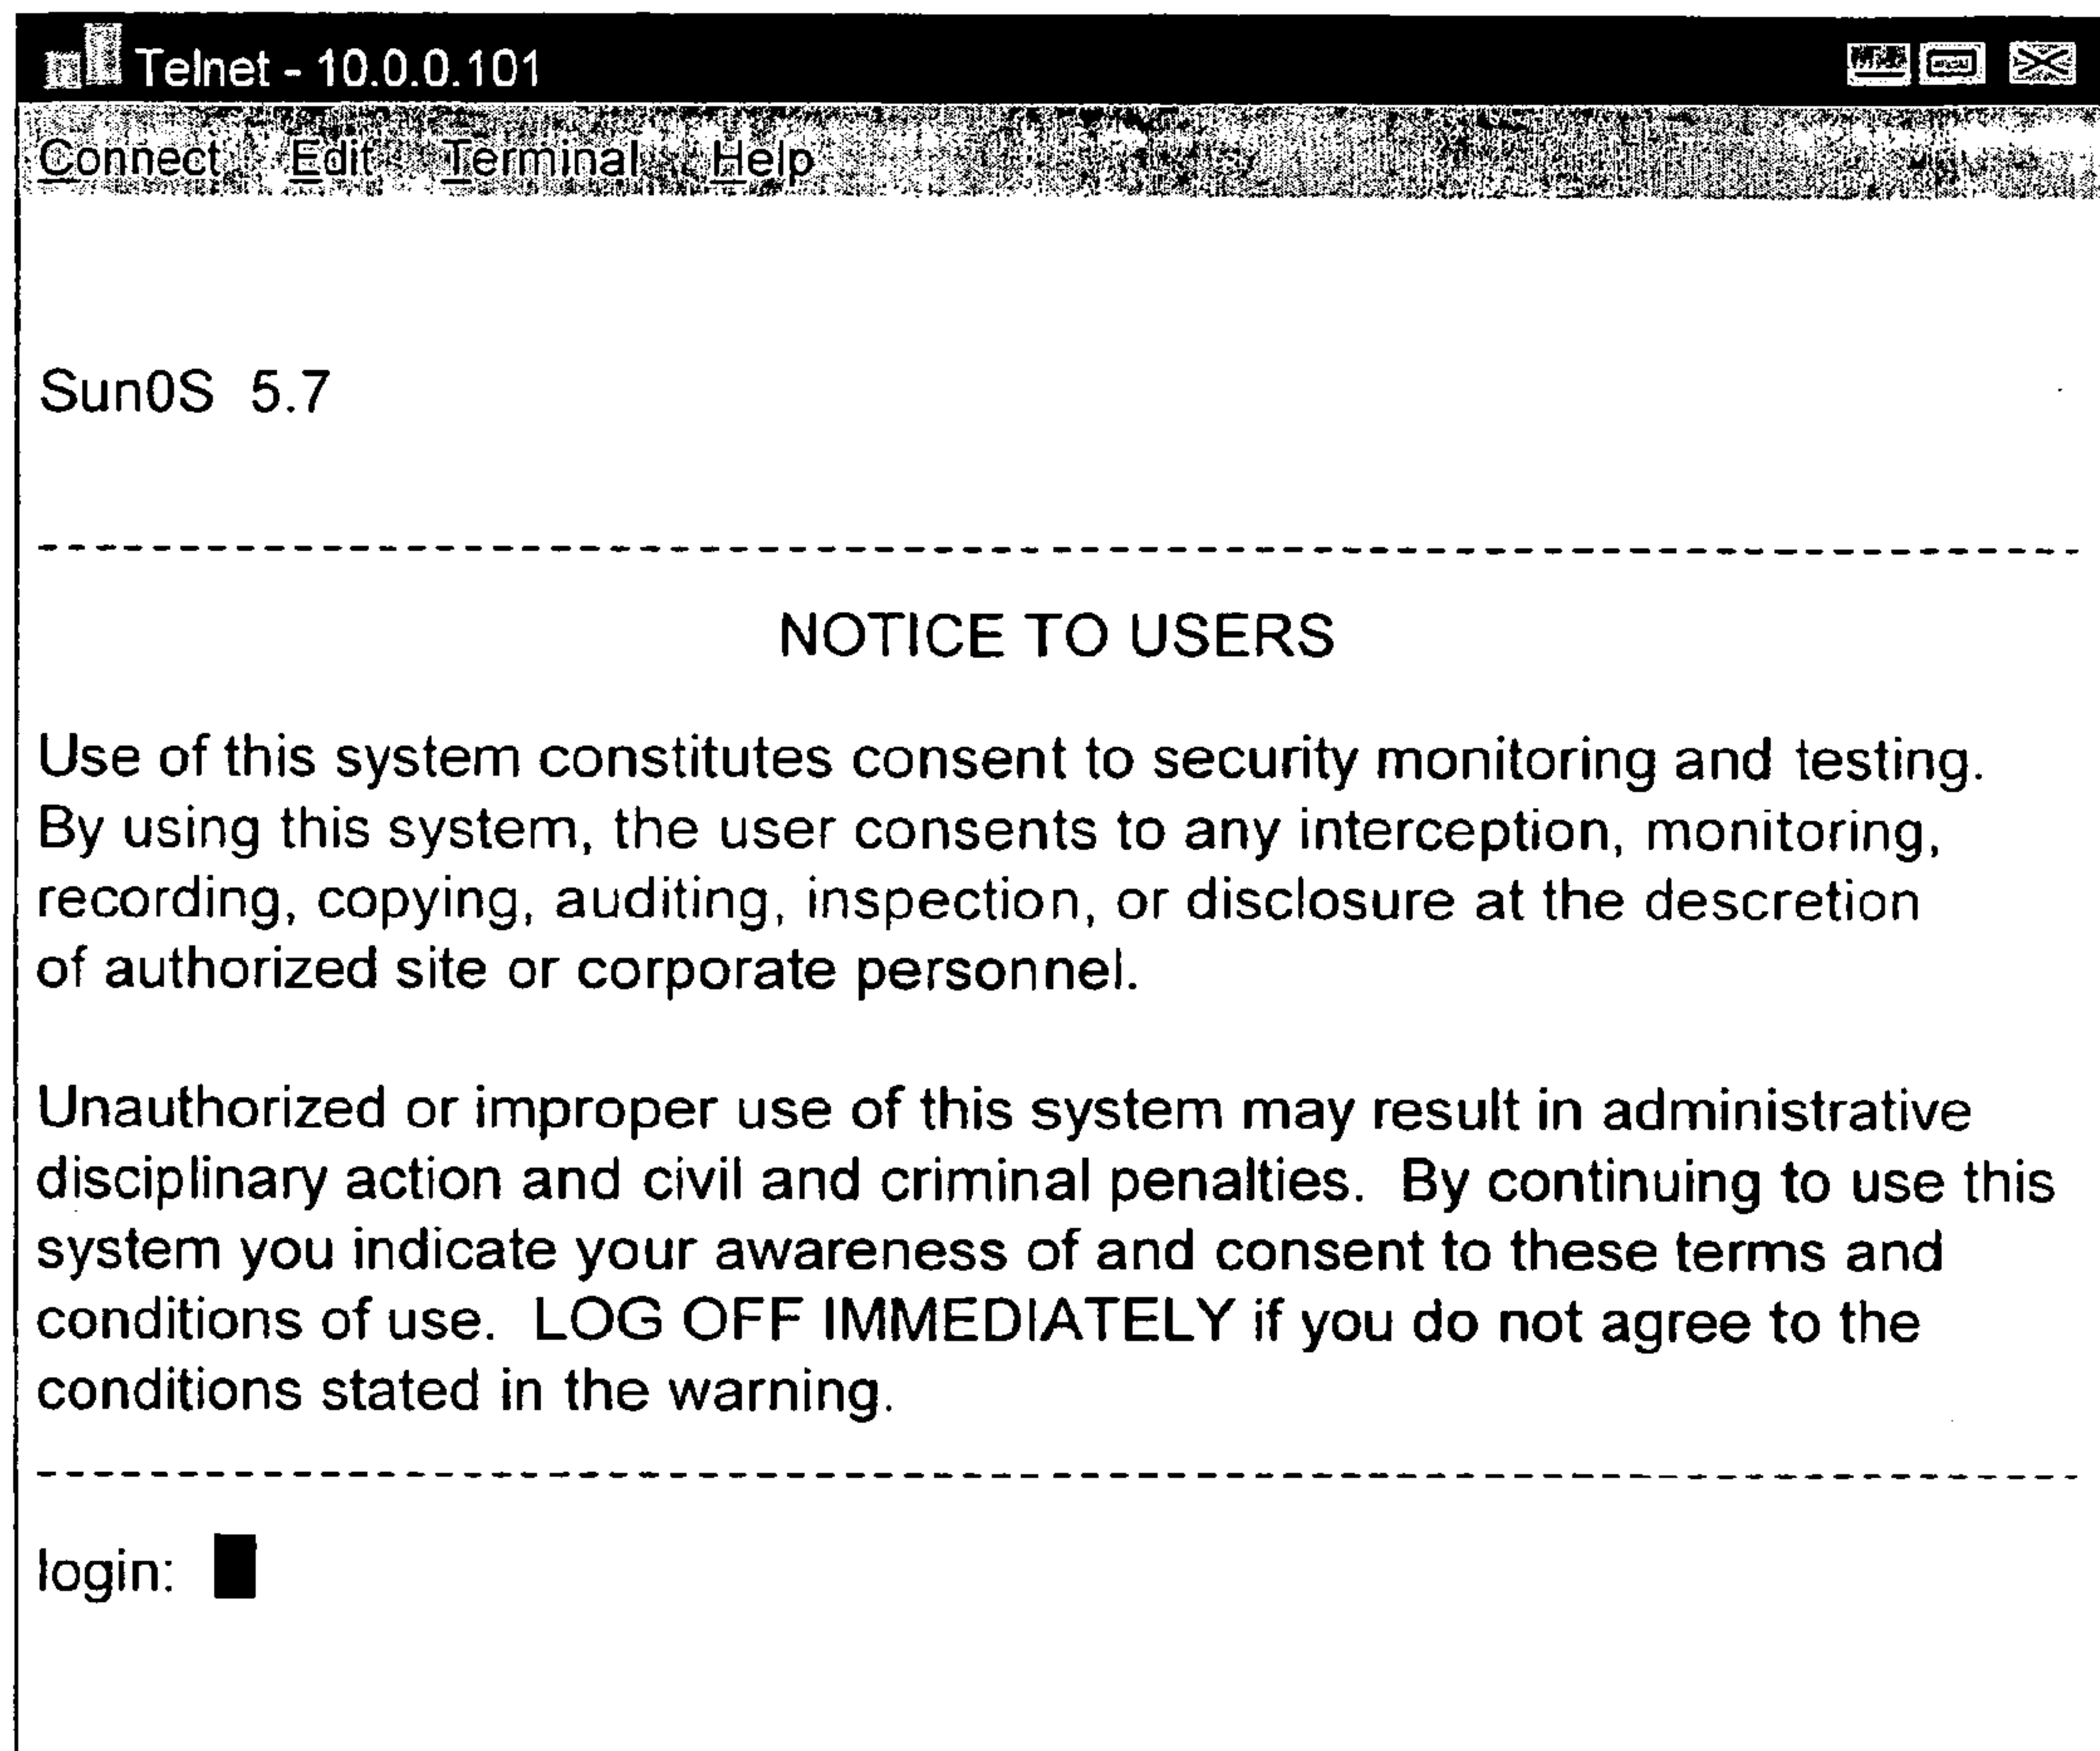 Telnet - 10.0.0.101
Connect Edit Terminal Help
Sun0S 5.7
NOTICE TO USERS
Use of this system constitutes consent to security monitoring and testing.
By using this system, the user consents to any interception, monitoring,
recording, copying, auditing, inspection, or disclosure at the descretion
of authorized site or corporate personnel.
Unauthorized or improper use of this system may result in administrative
disciplinary action and civil and criminal penalties. By continuing to use this
system you indicate your awareness of and consent to these terms and
conditions of use. LOG OFF IMMEDIATELY if you do not agree to the
conditions stated in the warning.
login: